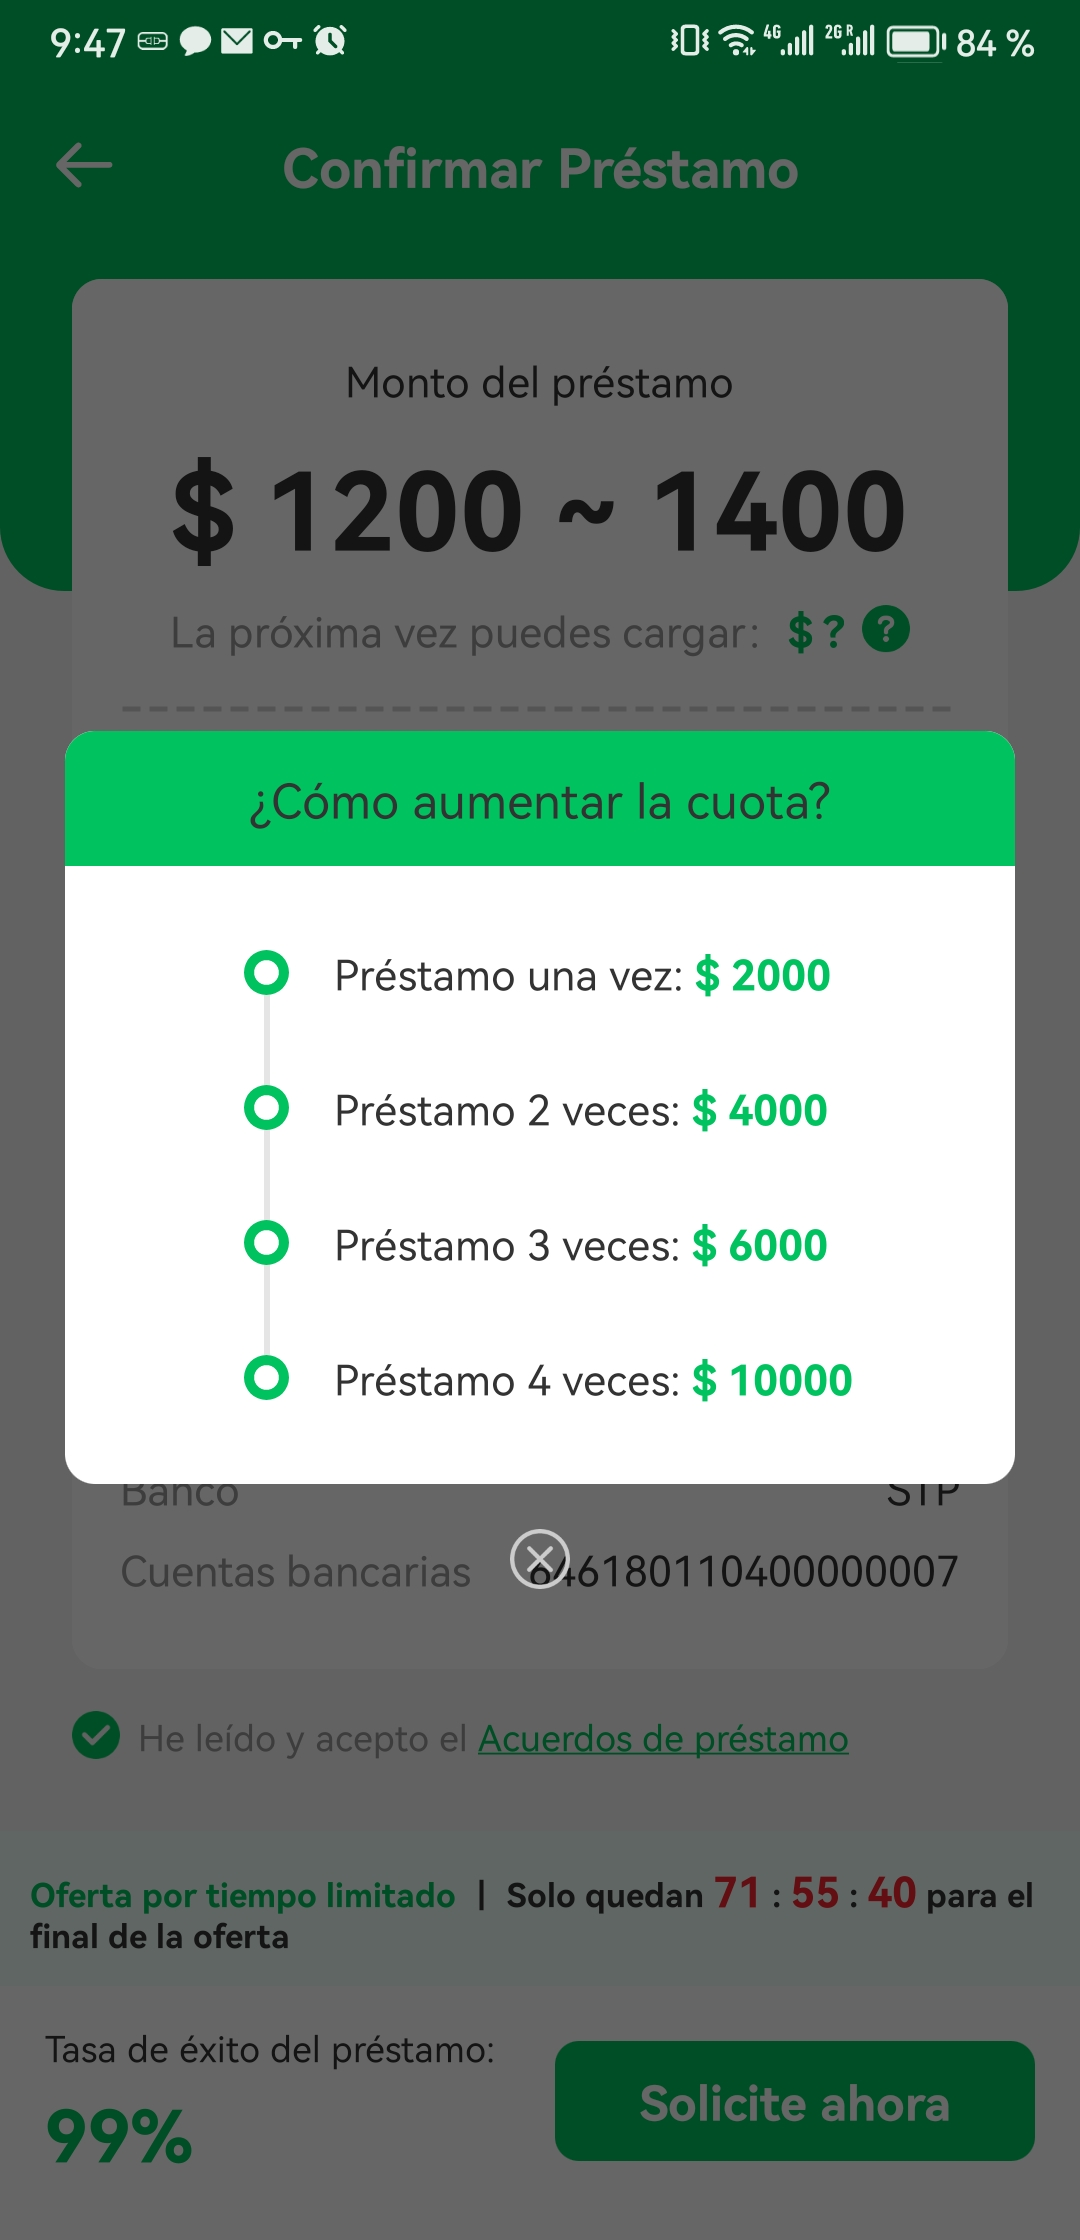 9:47 4G 2G R 84 %
Confirmar Préstamo
Monto del préstamo
$ 1200 ~ 1400
La próxima vez puedes cargar: $ ? ?
¿Cómo aumentar la cuota?
Préstamo una vez: $ 2000
Préstamo 2 veces: $ 4000
Préstamo 3 veces: $ 6000
Préstamo 4 veces: $ 10000
Banco STP
Cuentas bancarias 646180110400000007
He leído y acepto el Acuerdos de préstamo
Oferta por tiempo limitado | Solo quedan 71 : 55 : 40 para el
final de la oferta
Tasa de éxito del préstamo:
99%
Solicite ahora